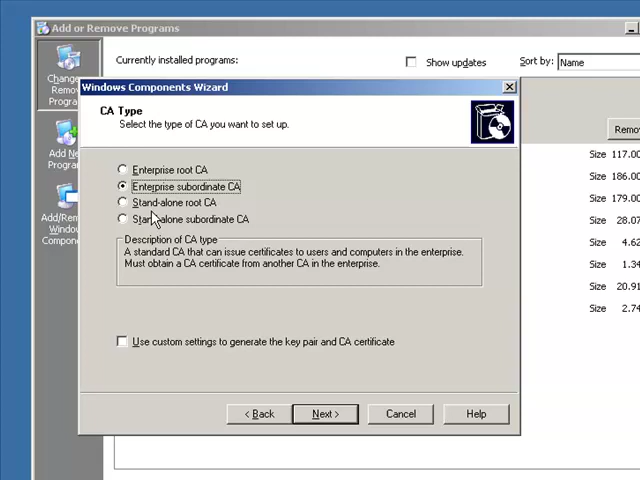 Add or Remove Programs
Currently installed programs:
Show updates
Sort by:
Name
Change
Remove
Add New
Program
Add/Rem
Window
Compone
Windows Components Wizard
CA Type
Select the type of CA you want to set up.
Enterprise root CA
Enterprise subordinate CA
Stand-alone root CA
Stand-alone subordinate CA
Description of CA type
A standard CA that can issue certificates to users and computers in the enterprise.
Must obtain a CA certificate from another CA in the enterprise.
Use custom settings to generate the key pair and CA certificate
< Back
Next >
Cancel
Help
Remov
Size 117.00
Size 186.00
Size 179.00
Size 28.07
Size 4.62
Size 1.34
Size 20.91
Size 2.74